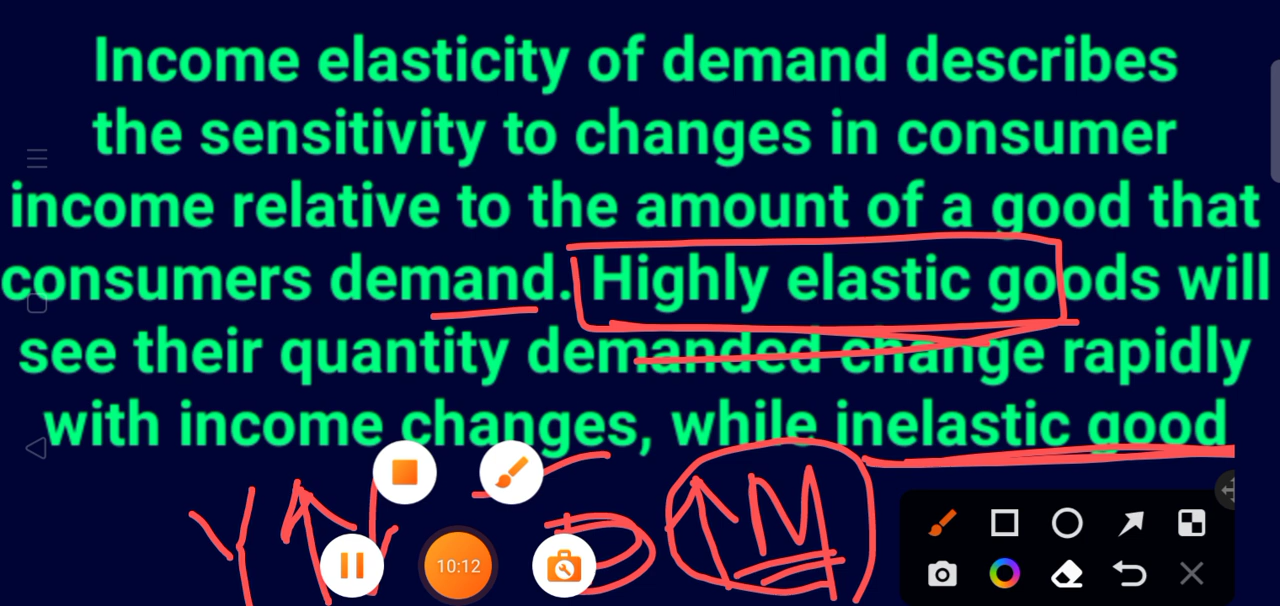 Income elasticity of demand describes
the sensitivity to changes in consumer
income relative to the amount of a good that
consumers demand. Highly elastic goods will
see their quantity demanded change rapidly
with income changes, while inelastic good
Y ↑ D ↑ M
10:12